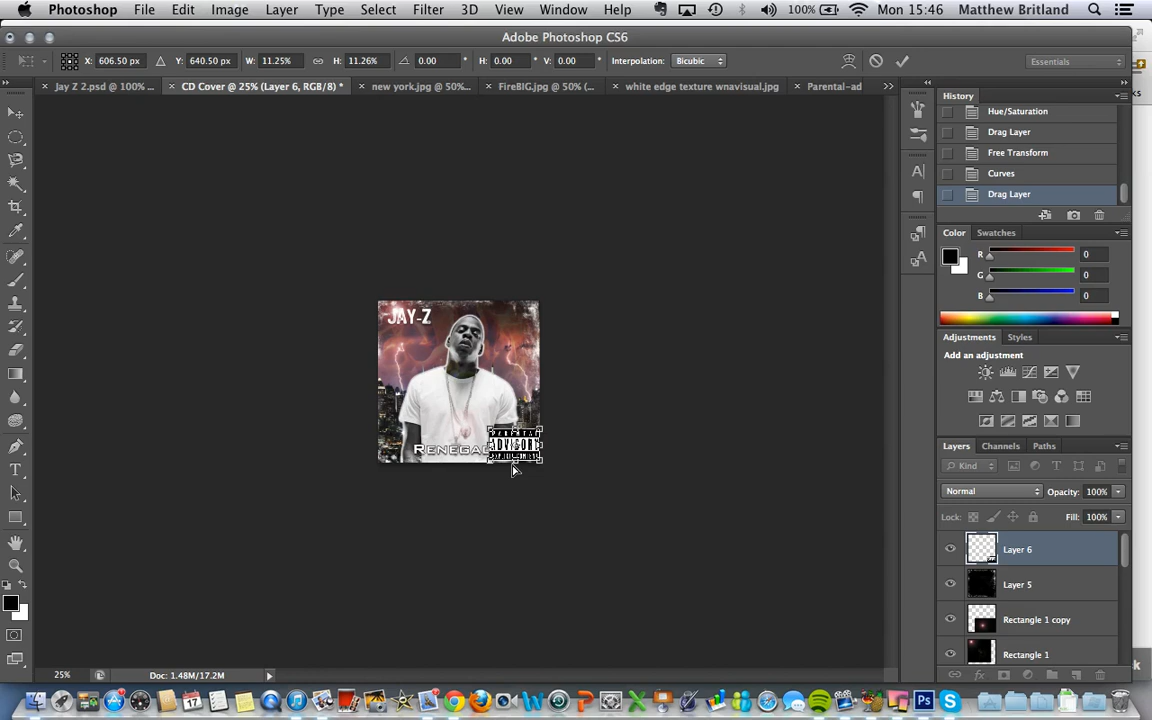 Photoshop File Edit Image Layer Type Select Filter 3D View Window Help 100% Mon 15:46 Matthew Britland
Adobe Photoshop CS6
X: 606.50 px Y: 640.50 px W: 11.25% H: 11.26% 0.00 ° H: 0.00 ° V: 0.00 ° Interpolation: Bicubic Essentials
Jay Z 2.psd @ 100% ... CD Cover @ 25% (Layer 6, RGB/8) * new york.jpg @ 50%... FireBIG.jpg @ 50% (... white edge texture wnavisual.jpg Parental-ad
History
Hue/Saturation
Drag Layer
Free Transform
Curves
Drag Layer
Color Swatches
R 0
G 0
B 0
Adjustments Styles
Add an adjustment
Layers Channels Paths
Kind
Normal Opacity: 100%
Lock: Fill: 100%
Layer 6
Layer 5
Rectangle 1 copy
Rectangle 1
JAY-Z
PARENTAL
ADVISORY
RENEGAD
25% Doc: 1.48M/17.2M
17